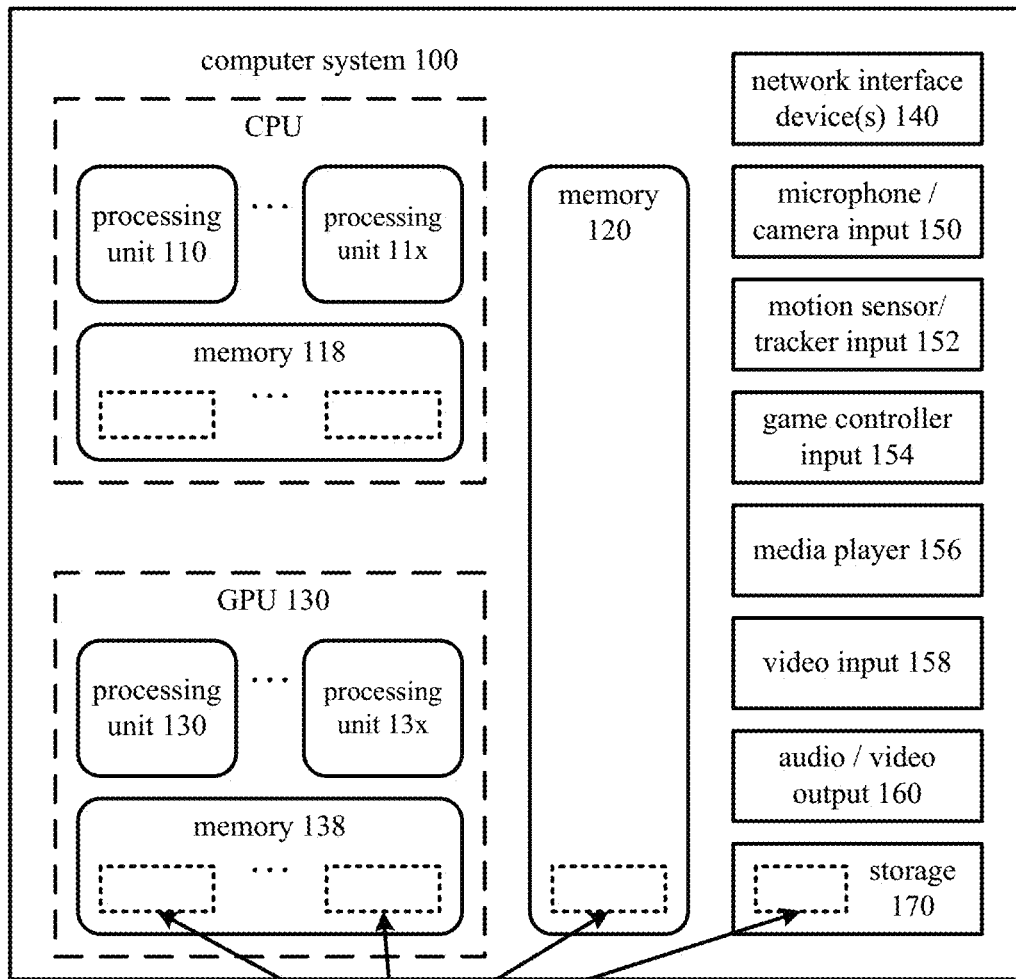 computer system 100
CPU
processing
unit 110
...
processing
unit 11x
memory 118
...
GPU 130
processing
unit 130
...
processing
unit 13x
memory 138
...
memory
120
network interface
device(s) 140
microphone /
camera input 150
motion sensor/
tracker input 152
game controller
input 154
media player 156
video input 158
audio / video
output 160
storage
170